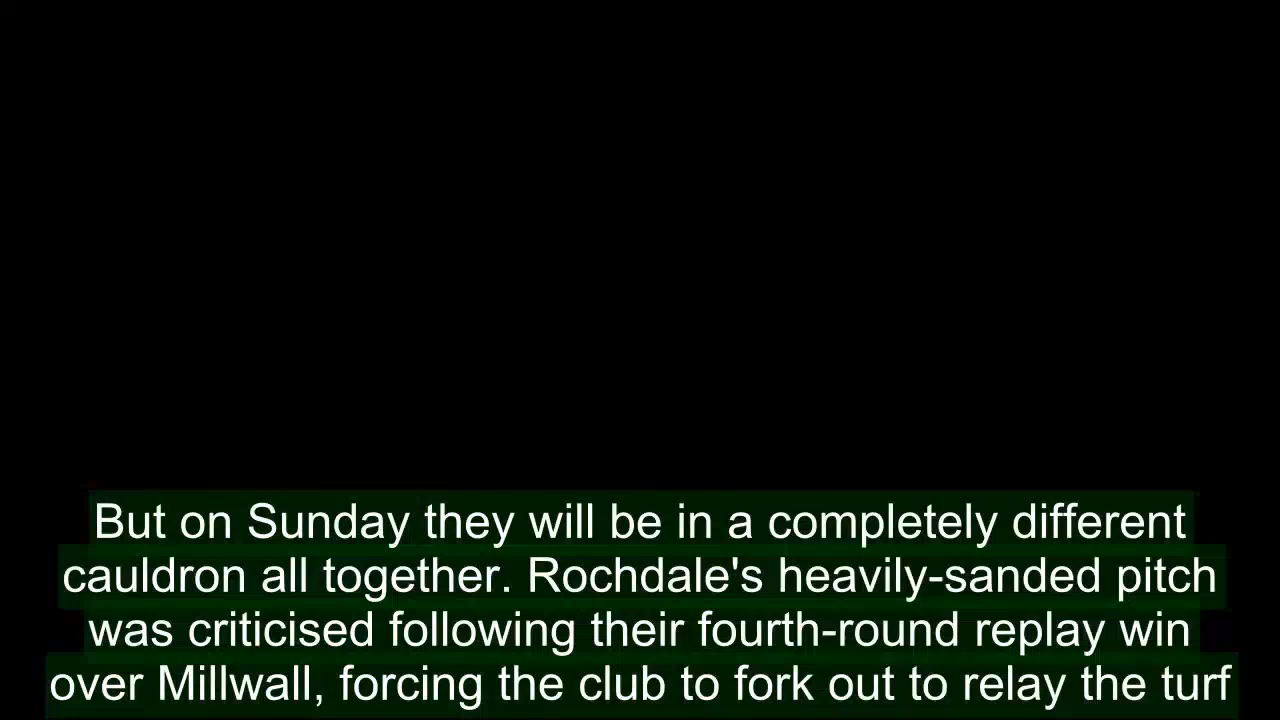 But on Sunday they will be in a completely different
cauldron all together. Rochdale's heavily-sanded pitch
was criticised following their fourth-round replay win
over Millwall, forcing the club to fork out to relay the turf